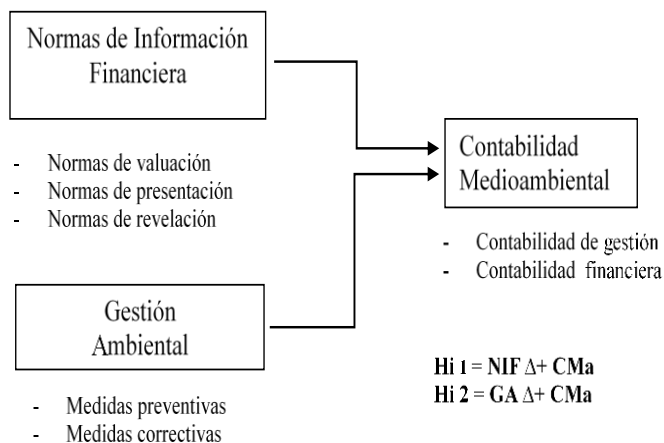 Normas de Información
Financiera
- Normas de valuación
- Normas de presentación
- Normas de revelación
Gestión
Ambiental
- Medidas preventivas
- Medidas correctivas
Contabilidad
Medioambiental
- Contabilidad de gestión
- Contabilidad financiera
Hi 1 = NIF Δ+ CMa
Hi 2 = GA Δ+ CMa